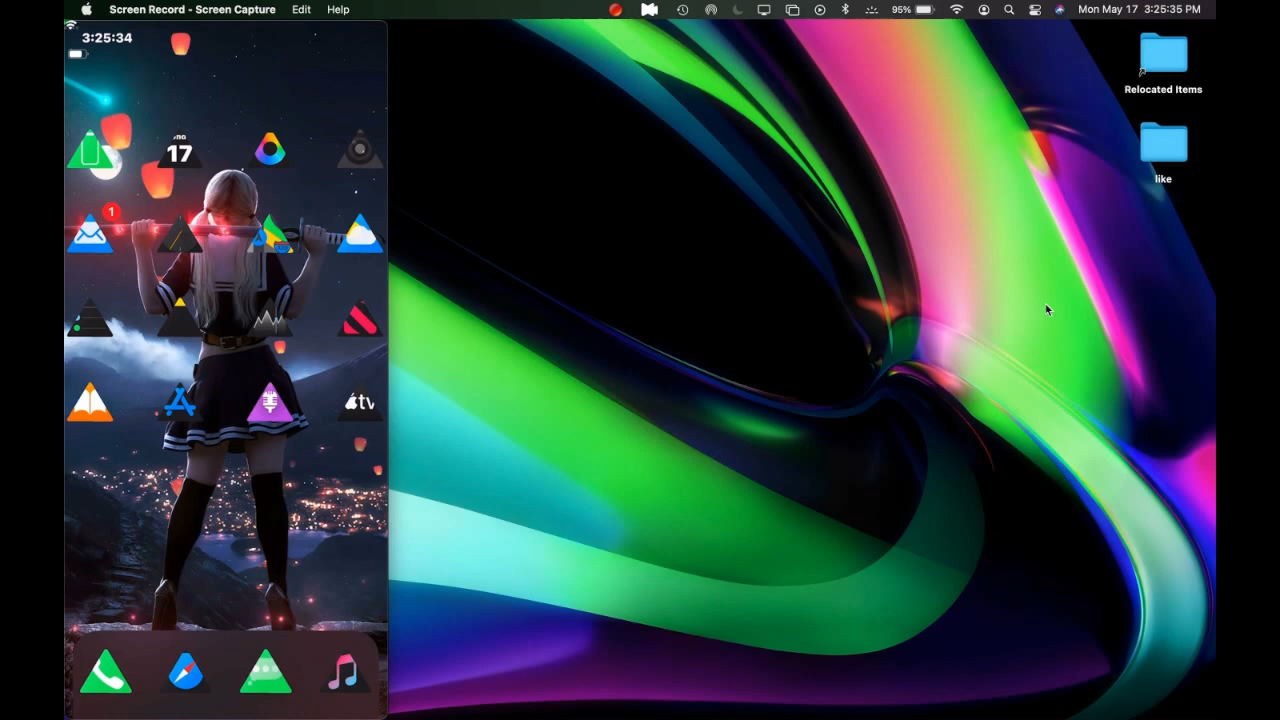 Screen Record - Screen Capture Edit Help 95% Mon May 17 3:25:35 PM
3:25:34
Relocated Items
17
like
1
tv